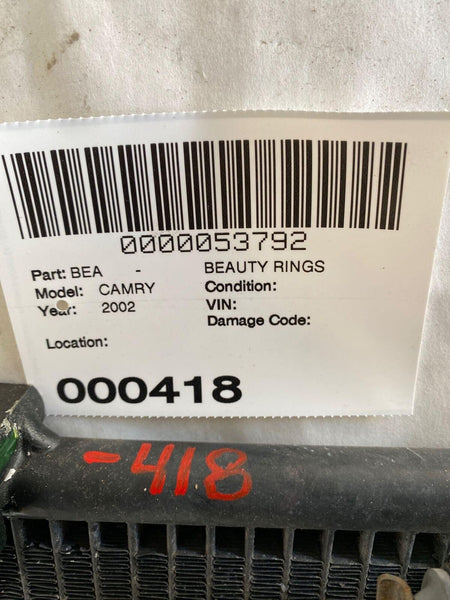 0000053792
Part: BEA - BEAUTY RINGS
Model: CAMRY Condition:
Year: 2002 VIN:
Damage Code:
Location:
000418
-418